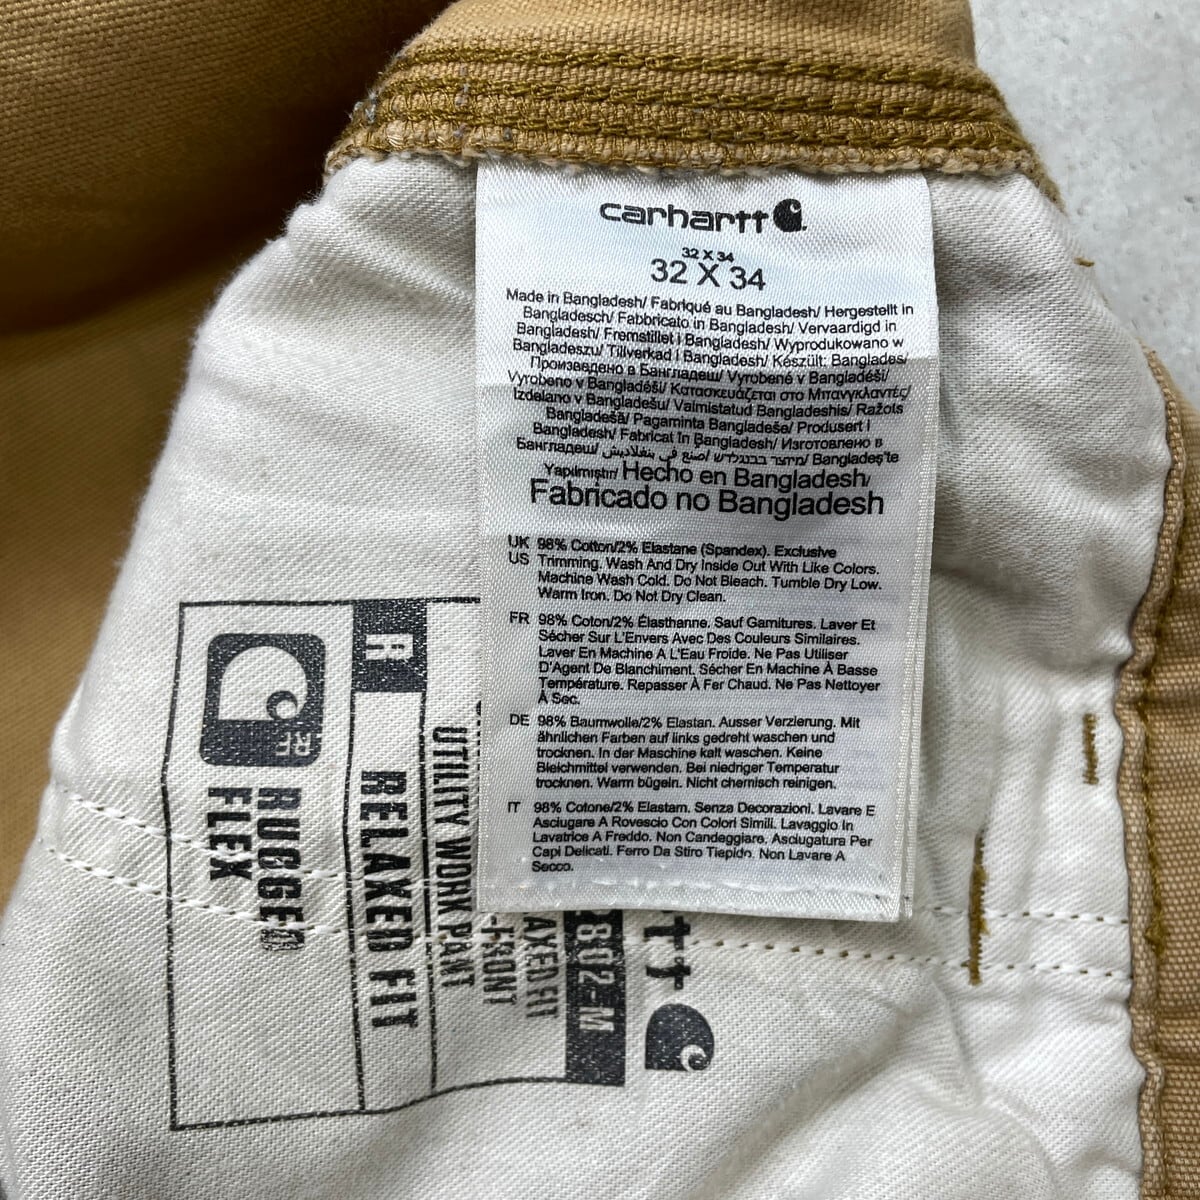 carhartt
32 X 34
32 X 34
Made in Bangladesh/ Fabriqué au Bangladesh/ Hergestellt in
Bangladesch/ Fabbricato in Bangladesh/ Vervaardigd in
Bangladesh/ Fremstillet i Bangladesh/ Wyprodukowano w
Bangladeszu/ Tillverkad i Bangladesh/ Készült: Banglades/
Произведено в Бангладеш/ Vyrobené v Bangladéši/
Vyrobeno v Bangladéši/ Κατασκευάζεται στο Μπανγκλαντές/
Izdelano v Bangladešu/ Valmistatud Bangladeshis/ Ražots
Bangladešā/ Pagaminta Bangladeše/ Produsert i
Bangladesh/ Fabricat în Bangladesh/ Изготовлено в
Бангладеш/ صنع في بنغلاديش/ מיוצר בבנגלדש/ Bangladeş'te
Yapılmıştır/ Hecho en Bangladesh/
Fabricado no Bangladesh
UK 98% Cotton/2% Elastane (Spandex). Exclusive
US Trimming. Wash And Dry Inside Out With Like Colors.
Machine Wash Cold. Do Not Bleach. Tumble Dry Low.
Warm Iron. Do Not Dry Clean.
FR 98% Coton/2% Élasthanne. Sauf Garnitures. Laver Et
Sécher Sur L'Envers Avec Des Couleurs Similaires.
Laver En Machine A L'Eau Froide. Ne Pas Utiliser
D'Agent De Blanchiment. Sécher En Machine À Basse
Température. Repasser À Fer Chaud. Ne Pas Nettoyer
À Sec.
DE 98% Baumwolle/2% Elastan. Ausser Verzierung. Mit
ähnlichen Farben auf links gedreht waschen und
trocknen. In der Maschine kalt waschen. Keine
Bleichmittel verwenden. Bei niedriger Temperatur
trocknen. Warm bügeln. Nicht chemisch reinigen.
IT 98% Cotone/2% Elastam. Senza Decorazioni. Lavare E
Asciugare A Rovescio Con Colori Simili. Lavaggio In
Lavatrice A Freddo. Non Candeggiare. Asciugatura Per
Capi Delicati. Ferro Da Stiro Tiepido. Non Lavare A
Secco.
tt
802-M
AXED FIT
-FRONT
UTILITY WORK PANT
R RELAXED FIT
RF
RUGGED
FLEX